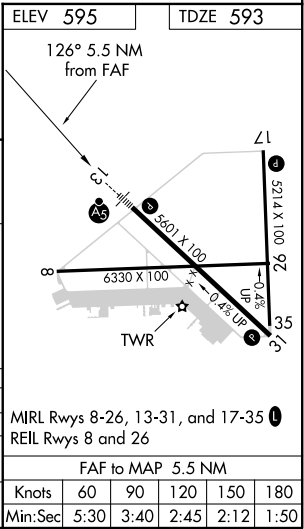 ELEV 595
TDZE 593
126° 5.5 NM
from FAF
13
17
P
A5
P
5601 X 100
5214 X 100
8
6330 X 100
26
0.4% UP
0.4%
UP
35
31
P
TWR
MIRL Rwys 8-26, 13-31, and 17-35 L
REIL Rwys 8 and 26
FAF to MAP 5.5 NM
Knots 60 90 120 150 180
Min:Sec 5:30 3:40 2:45 2:12 1:50